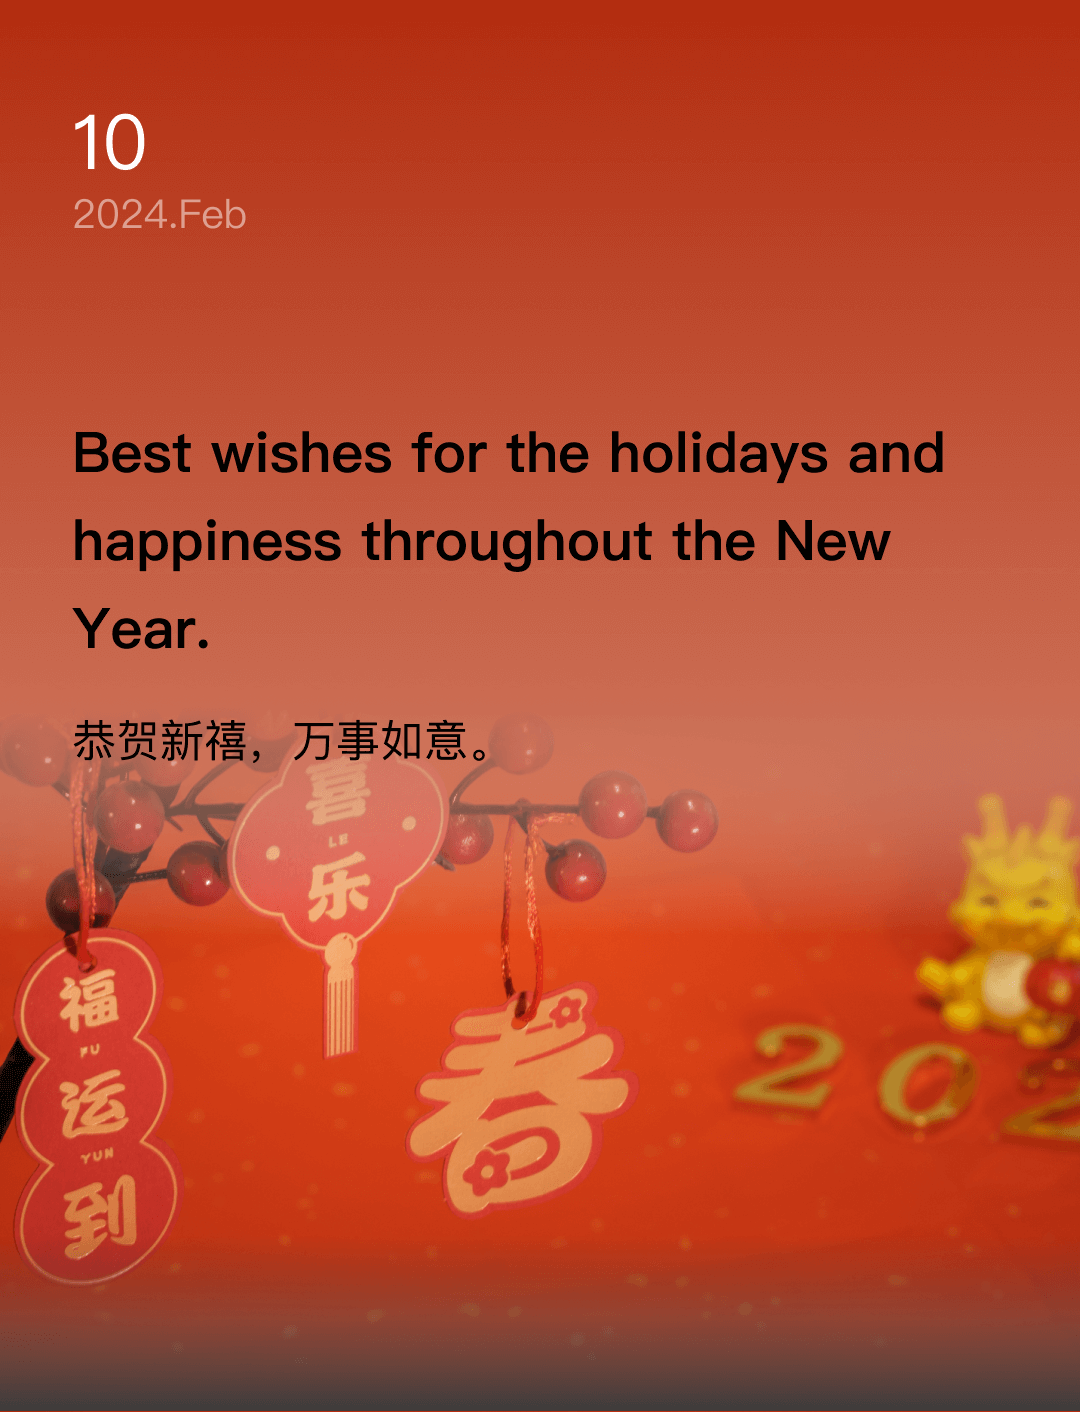 10
2024.Feb
Best wishes for the holidays and
happiness throughout the New
Year.
恭贺新禧，万事如意。
喜
LE
乐
福
FU
运
YUN
到
春
202